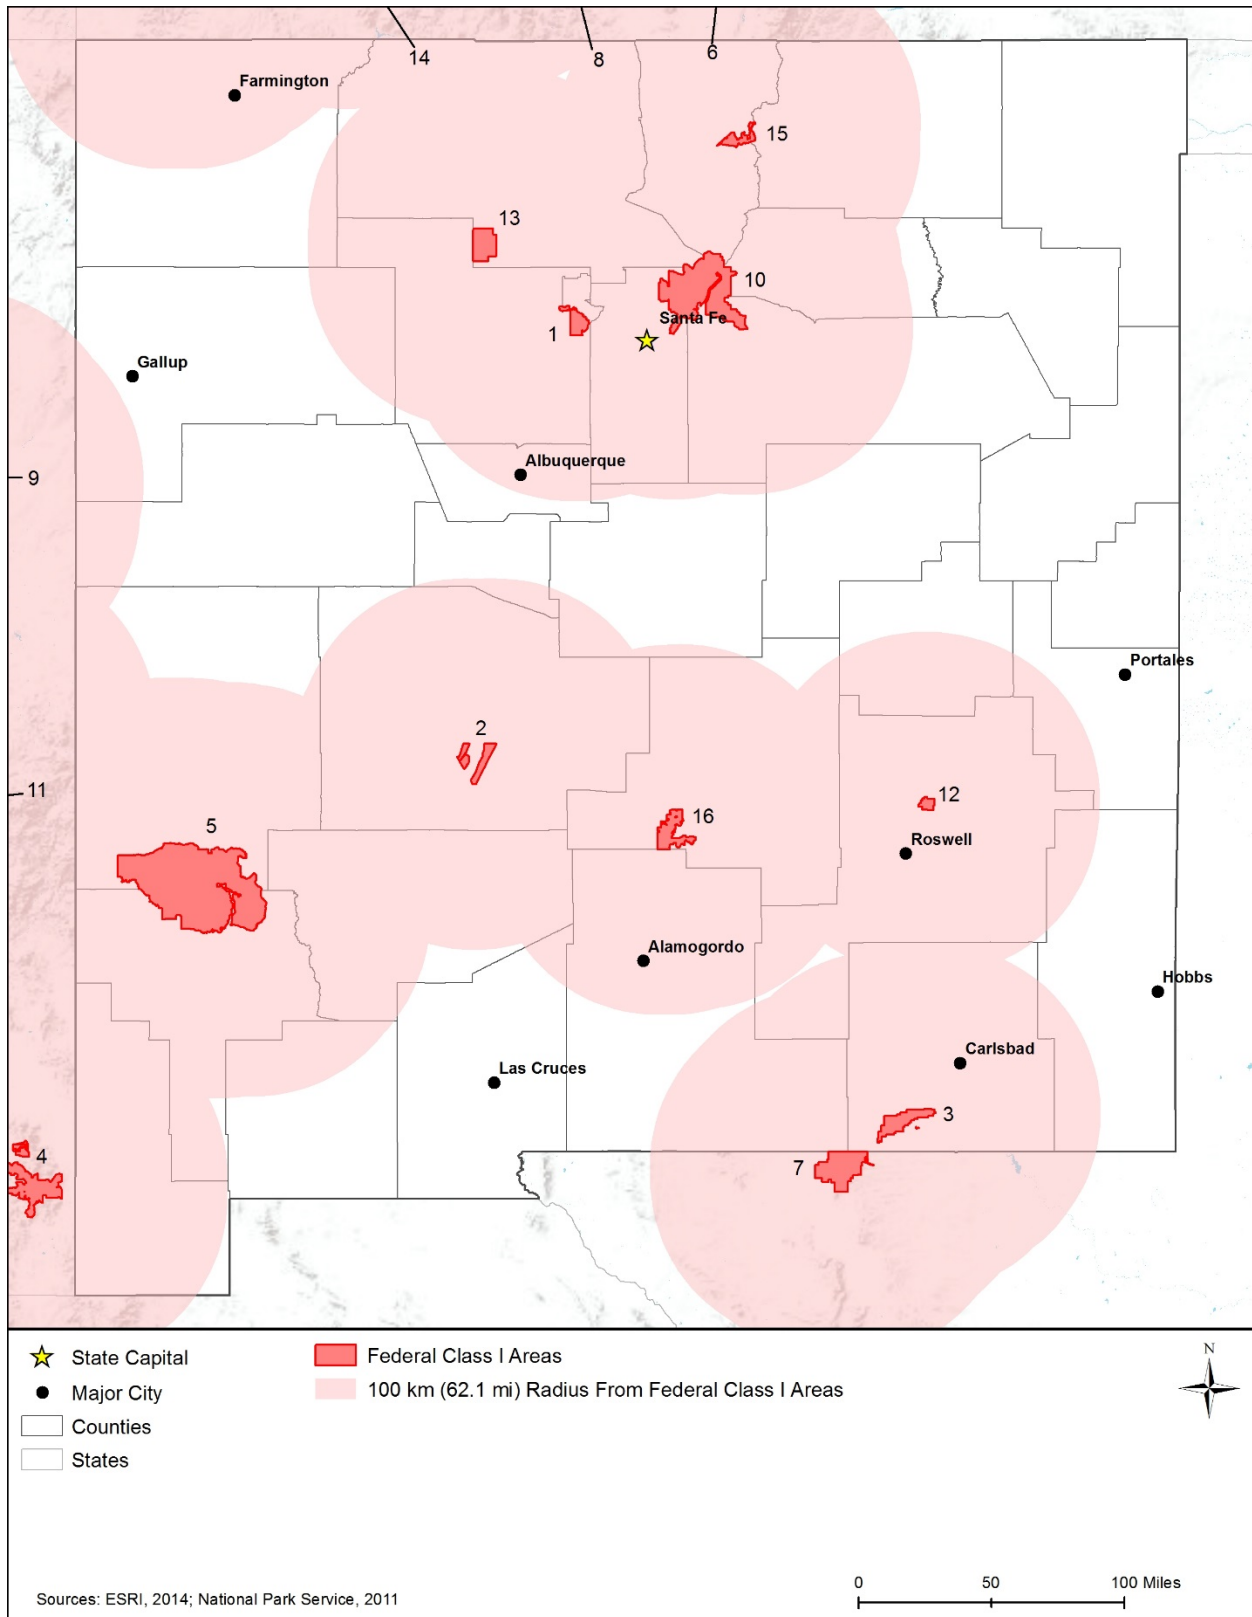 14
8
6
Farmington
15
13
10
Santa Fe
1
Gallup
Albuquerque
9
Portales
2
11
12
16
5
Roswell
Alamogordo
Hobbs
Carlsbad
Las Cruces
3
4
7
State Capital
Major City
Counties
States
Federal Class I Areas
100 km (62.1 mi) Radius From Federal Class I Areas
N
0 50 100 Miles
Sources: ESRI, 2014; National Park Service, 2011